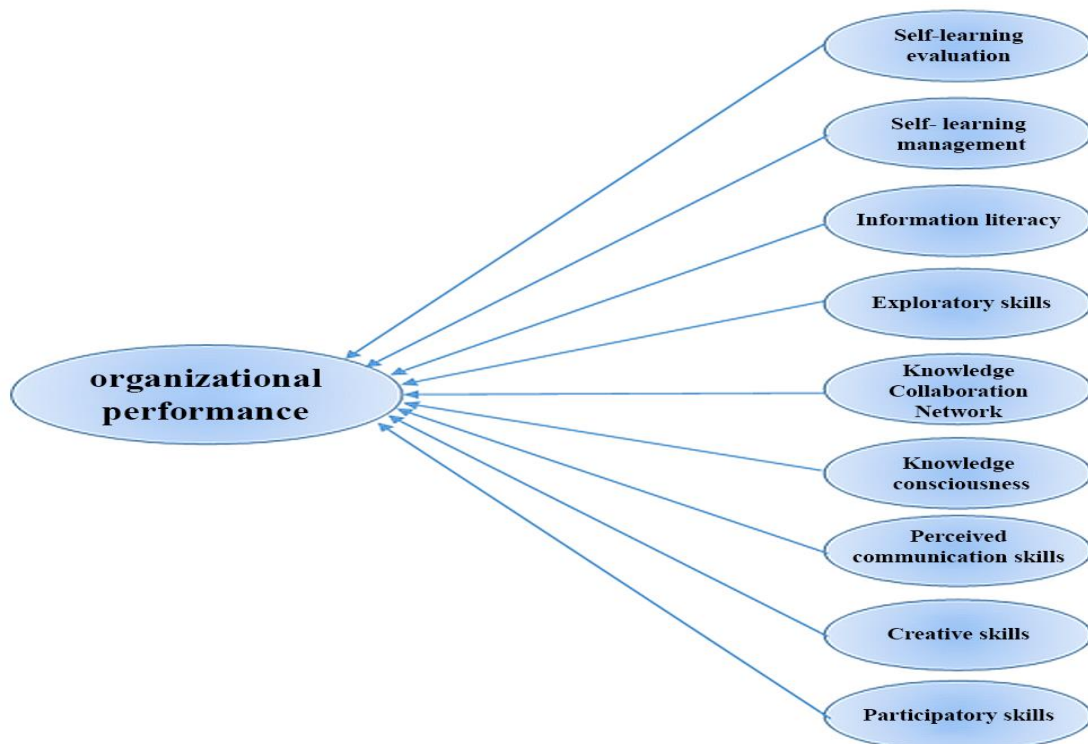 Self-learning
evaluation
Self- learning
management
Information literacy
Exploratory skills
organizational
performance
Knowledge
Collaboration
Network
Knowledge
consciousness
Perceived
communication skills
Creative skills
Participatory skills